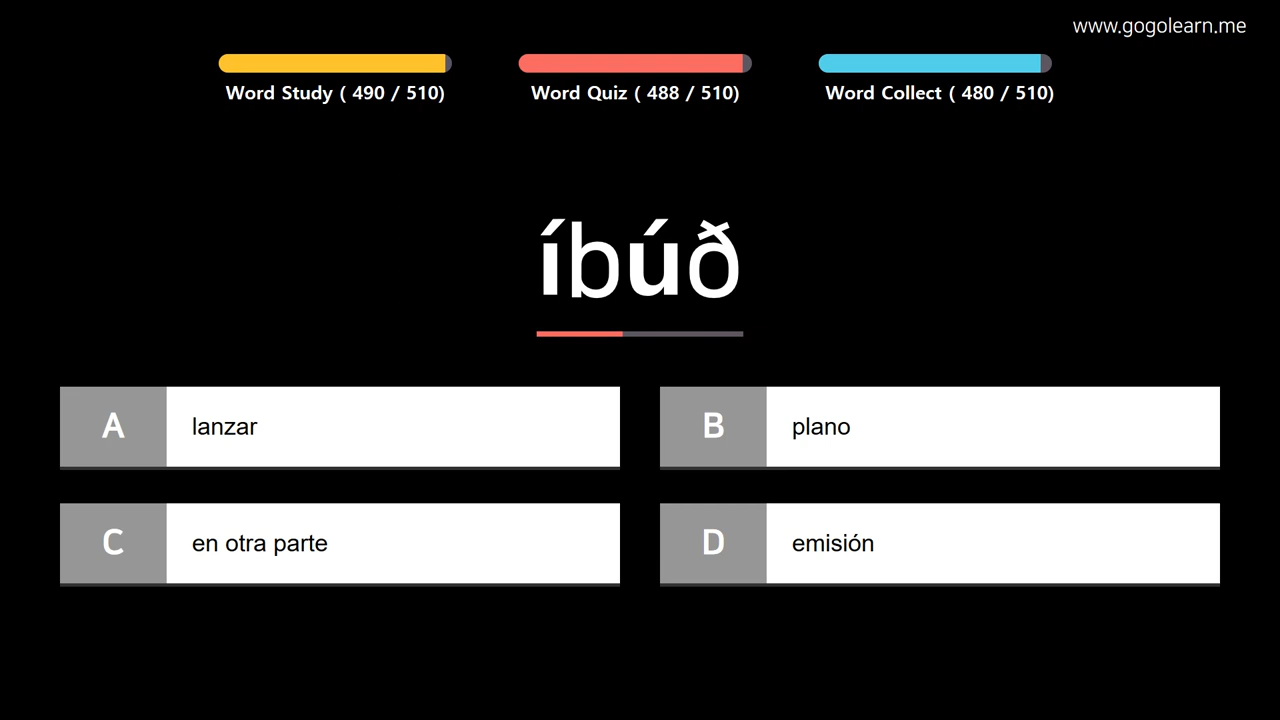 www.gogolearn.me
Word Study ( 490 / 510)
Word Quiz ( 488 / 510)
Word Collect ( 480 / 510)
íbúð
A
lanzar
B
plano
C
en otra parte
D
emisión